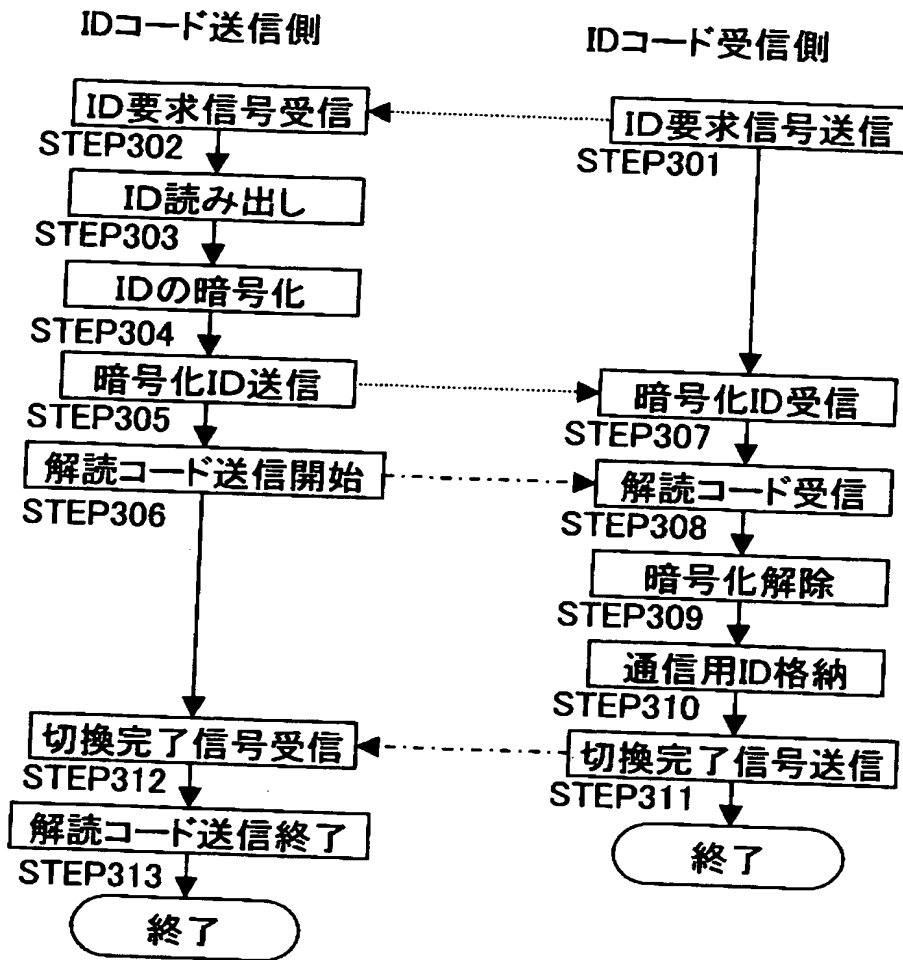 IDコード送信側
ID要求信号受信
STEP302
ID読み出し
STEP303
IDの暗号化
STEP304
暗号化ID送信
STEP305
解読コード送信開始
STEP306
切換完了信号受信
STEP312
解読コード送信終了
STEP313
終了
IDコード受信側
ID要求信号送信
STEP301
暗号化ID受信
STEP307
解読コード受信
STEP308
暗号化解除
STEP309
通信用ID格納
STEP310
切換完了信号送信
STEP311
終了